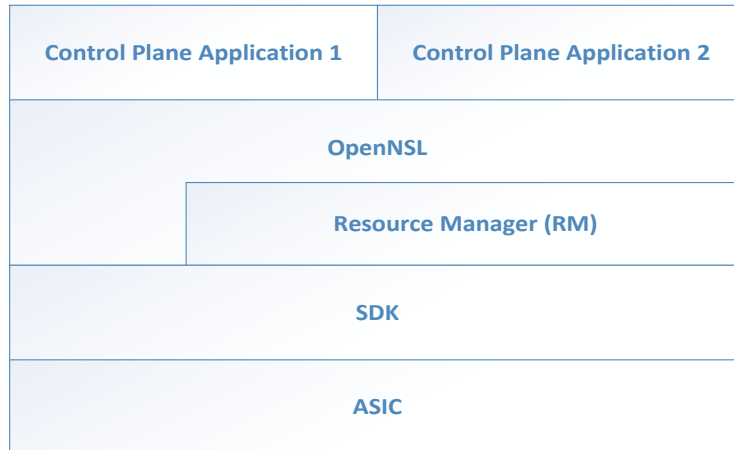 Control Plane Application 1
Control Plane Application 2
OpenNSL
Resource Manager (RM)
SDK
ASIC